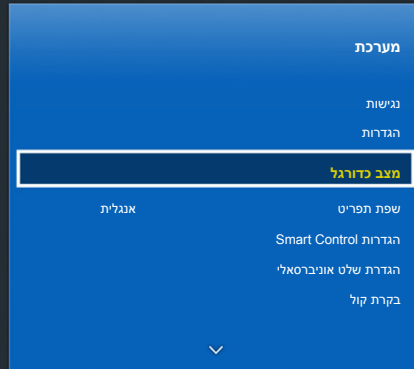 מערכת
נגישות
הגדרות
מצב כדורגל
שפת תפריט אנגלית
הגדרות Smart Control
הגדרת שלט אוניברסאלי
בקרת קול